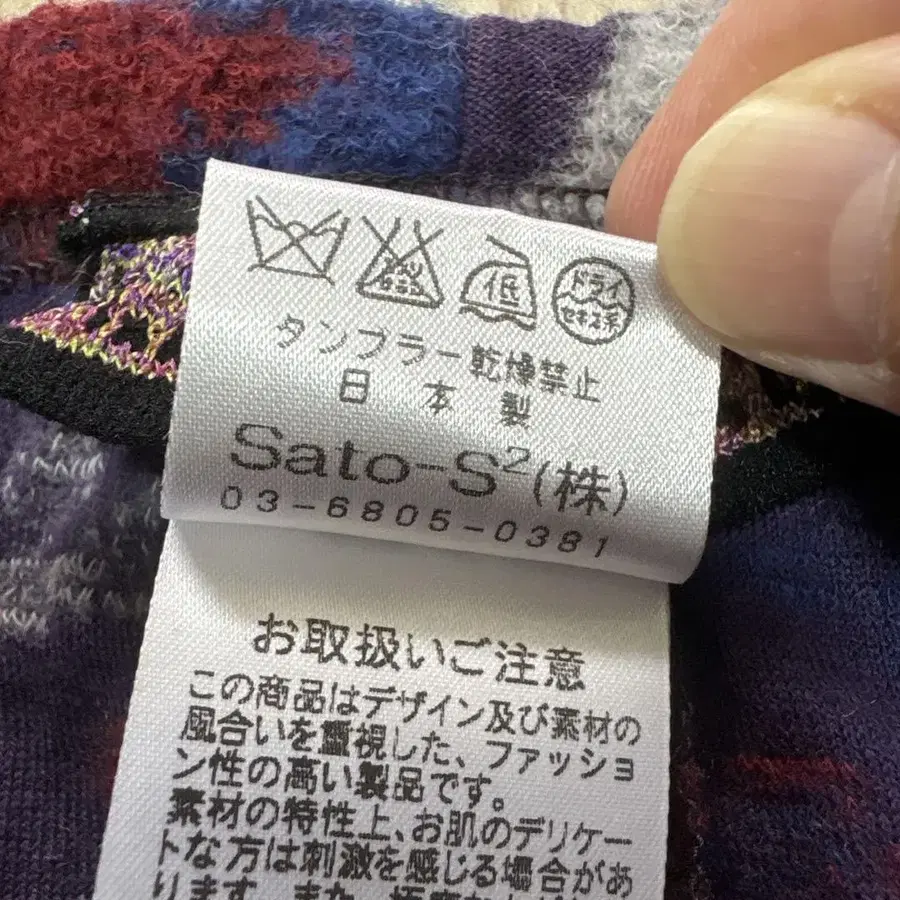 低
ドライ
セキユ系
タンブラー乾燥禁止
日本製
Sato-S²(株)
03-6805-0381
お取扱いご注意
この商品はデザイン及び素材の
風合いを重視した、ファッショ
ン性の高い製品です。
素材の特性上、お肌のデリケー
トな方は刺激を感じる場合があ
ります。また、